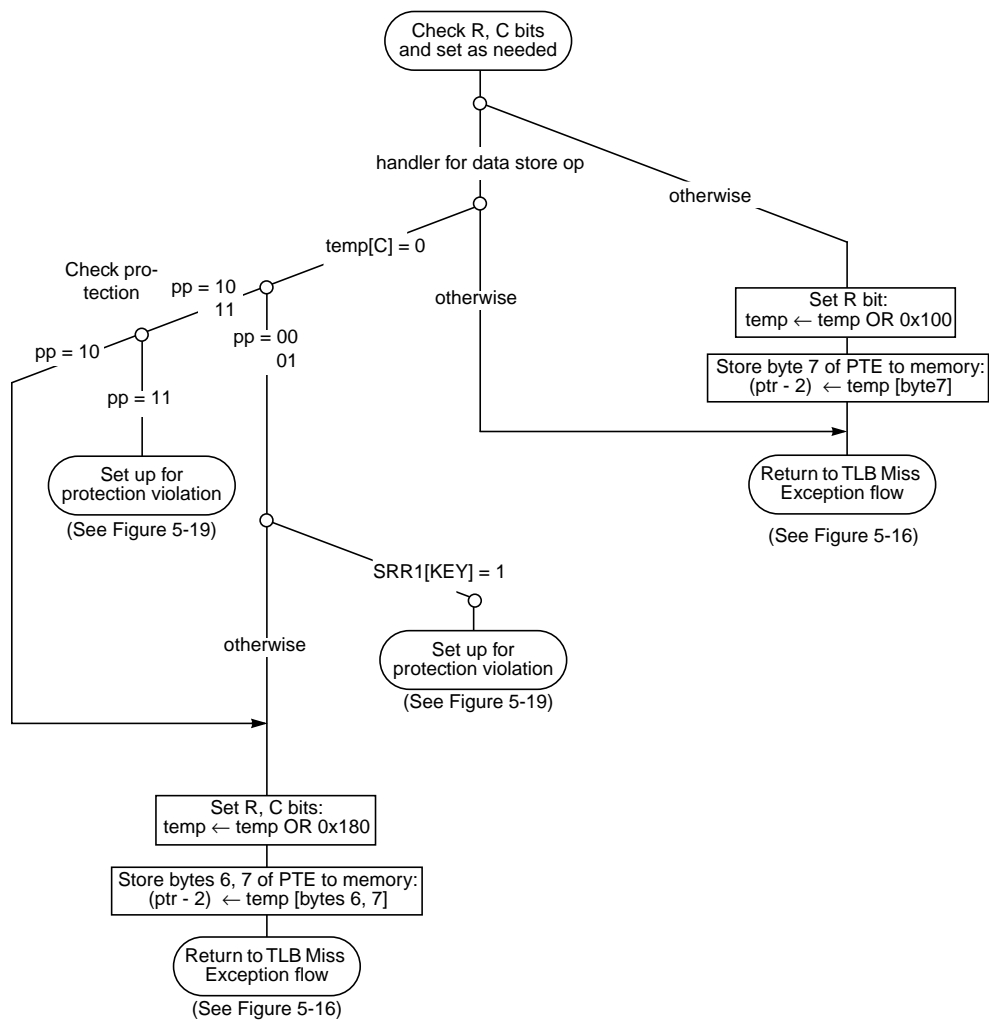 Check R, C bits
and set as needed
handler for data store op
otherwise
temp[C] = 0
Check pro-
tection
pp = 10
11
otherwise
pp = 00
01
pp = 10
pp = 11
Set R bit:
temp ← temp OR 0x100
Store byte 7 of PTE to memory:
(ptr - 2) ← temp [byte7]
Set up for
protection violation
(See Figure 5-19)
Return to TLB Miss
Exception flow
(See Figure 5-16)
SRR1[KEY] = 1
otherwise
Set up for
protection violation
(See Figure 5-19)
Set R, C bits:
temp ← temp OR 0x180
Store bytes 6, 7 of PTE to memory:
(ptr - 2) ← temp [bytes 6, 7]
Return to TLB Miss
Exception flow
(See Figure 5-16)